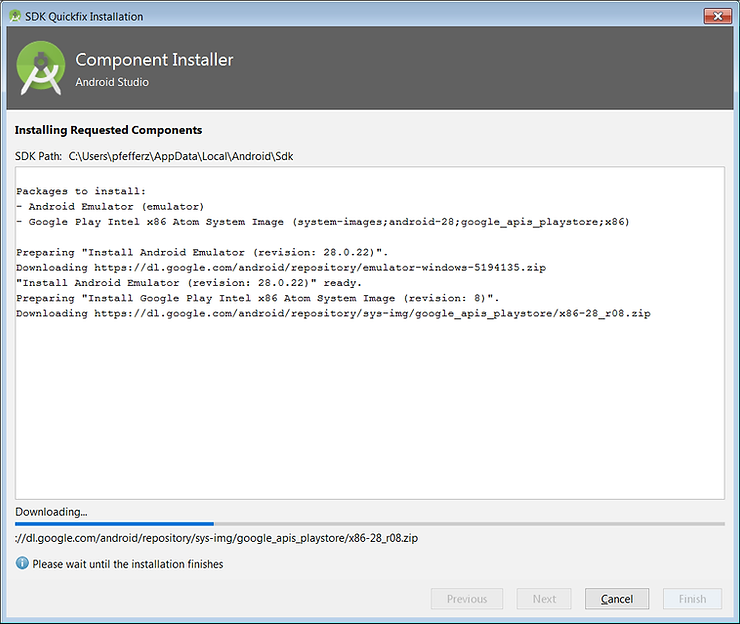 SDK Quickfix Installation
Component Installer
Android Studio
Installing Requested Components
SDK Path: C:\Users\pfefferz\AppData\Local\Android\Sdk
Packages to install:
- Android Emulator (emulator)
- Google Play Intel x86 Atom System Image (system-images;android-28;google_apis_playstore;x86)
Preparing "Install Android Emulator (revision: 28.0.22)".
Downloading https://dl.google.com/android/repository/emulator-windows-5194135.zip
"Install Android Emulator (revision: 28.0.22)" ready.
Preparing "Install Google Play Intel x86 Atom System Image (revision: 8)".
Downloading https://dl.google.com/android/repository/sys-img/google_apis_playstore/x86-28_r08.zip
Downloading...
://dl.google.com/android/repository/sys-img/google_apis_playstore/x86-28_r08.zip
Please wait until the installation finishes
Previous Next Cancel Finish